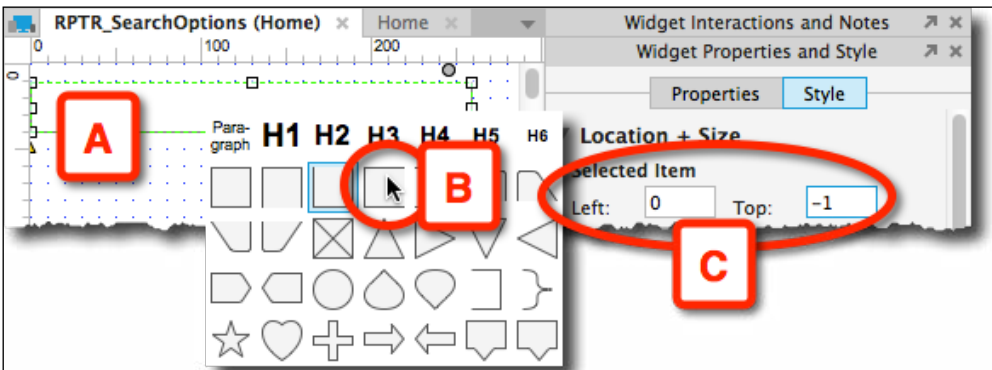 RPTR_SearchOptions (Home) × Home ×
Widget Interactions and Notes
0 100 200
Widget Properties and Style
0
Properties Style
A
Para-
graph H1 H2 H3 H4 H5 H6
Location + Size
B
Selected Item
Left: 0 Top: -1
C